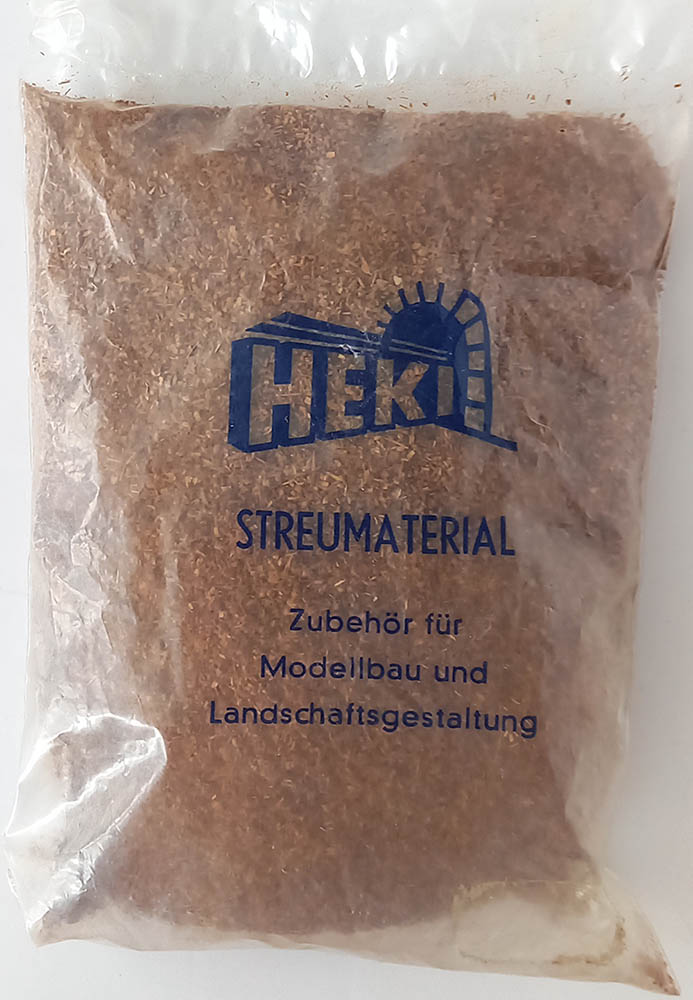 HEKI
STREUMATERIAL
Zubehör für
Modellbau und
Landschaftsgestaltung